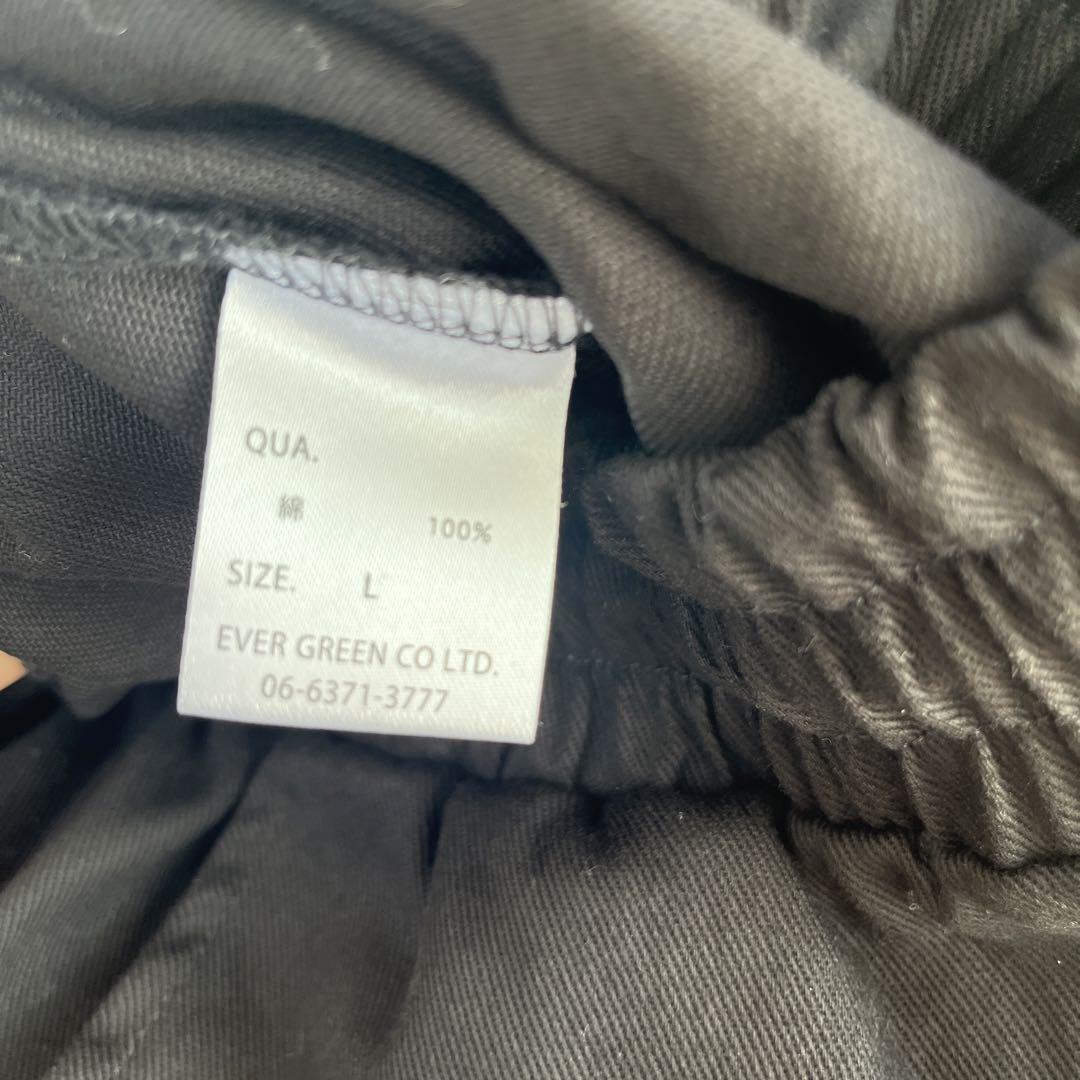 QUA.
綿 100%
SIZE. L
EVER GREEN CO LTD.
06-6371-3777